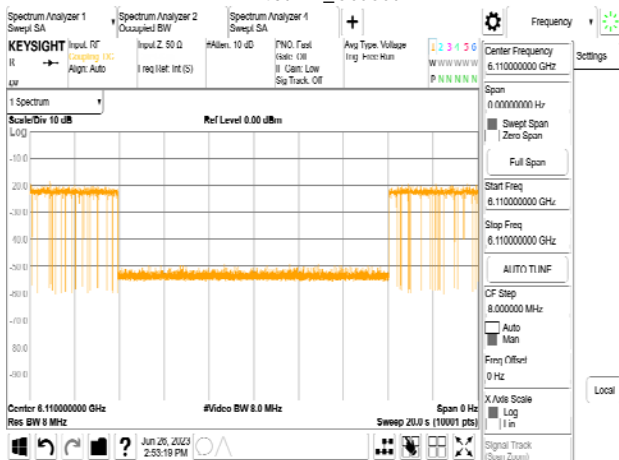 Spectrum Analyzer 1
Swept SA
Spectrum Analyzer 2
Occupied BW
Spectrum Analyzer 4
Swept SA
+
Frequency
Settings
KEYSIGHT
R
Input: RF
Coupling: DC
Align: Auto
Input Z: 50 Ω
Freq Ref: Int (S)
#Atten: 10 dB
PNO: Fast
Gate: Off
IF Gain: Low
Sig Track: Off
Avg Type: Voltage
Trig: Free Run
1 2 3 4 5 6
W W W W W W
P N N N N N
1 Spectrum
Scale/Div 10 dB
Ref Level 0.00 dBm
Log
-10.0
-20.0
-30.0
-40.0
-50.0
-60.0
-70.0
-80.0
-90.0
Center 6.110000000 GHz
#Video BW 8.0 MHz
Span 0 Hz
Res BW 8 MHz
Sweep 20.0 s (10001 pts)
Jun 26, 2023
2:53:19 PM
?
Center Frequency
6.110000000 GHz
Span
0.00000000 Hz
Swept Span
Zero Span
Full Span
Start Freq
6.110000000 GHz
Stop Freq
6.110000000 GHz
AUTO TUNE
CF Step
8.000000 MHz
Auto
Man
Freq Offset
0 Hz
X Axis Scale
Log
Lin
Signal Track
(Span Zoom)
Local